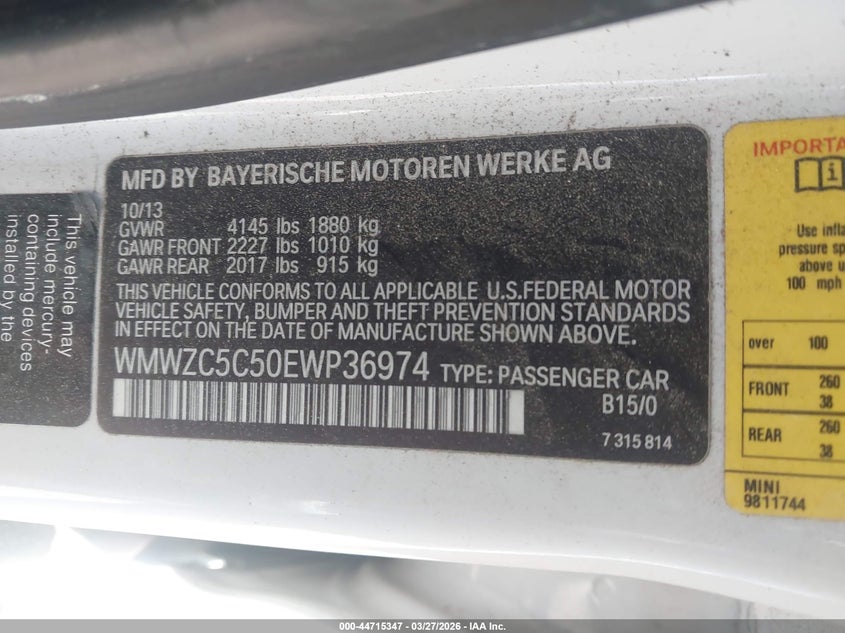 This vehicle may
include mercury-
containing devices
installed by the
MFD BY BAYERISCHE MOTOREN WERKE AG
10/13
GVWR 4145 lbs 1880 kg
GAWR FRONT 2227 lbs 1010 kg
GAWR REAR 2017 lbs 915 kg
THIS VEHICLE CONFORMS TO ALL APPLICABLE U.S.FEDERAL MOTOR
VEHICLE SAFETY, BUMPER AND THEFT PREVENTION STANDARDS
IN EFFECT ON THE DATE OF MANUFACTURE SHOWN ABOVE.
WMWZC5C50EWP36974 TYPE: PASSENGER CAR
B15/0
7 315 814
IMPORTA
i
Use infla
pressure sp
above u
100 mph
over 100
FRONT 260
38
REAR 260
38
MINI
9811744
000-44715347 | 03/27/2026 | IAA Inc.